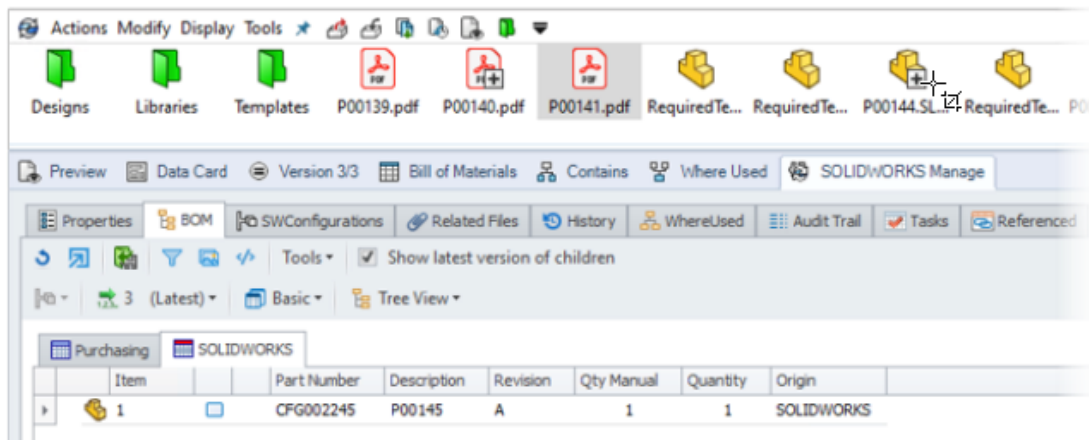 Actions Modify Display Tools
Designs Libraries Templates P00139.pdf P00140.pdf P00141.pdf RequiredTe... RequiredTe... P00144.SL... RequiredTe... P0
Preview Data Card Version 3/3 Bill of Materials Contains Where Used SOLIDWORKS Manage
Properties BOM SWConfigurations Related Files History WhereUsed Audit Trail Tasks Referenced
Tools Show latest version of children
3 (Latest) Basic Tree View
Purchasing SOLIDWORKS
Item Part Number Description Revision Qty Manual Quantity Origin
1 CFG002245 P00145 A 1 1 SOLIDWORKS